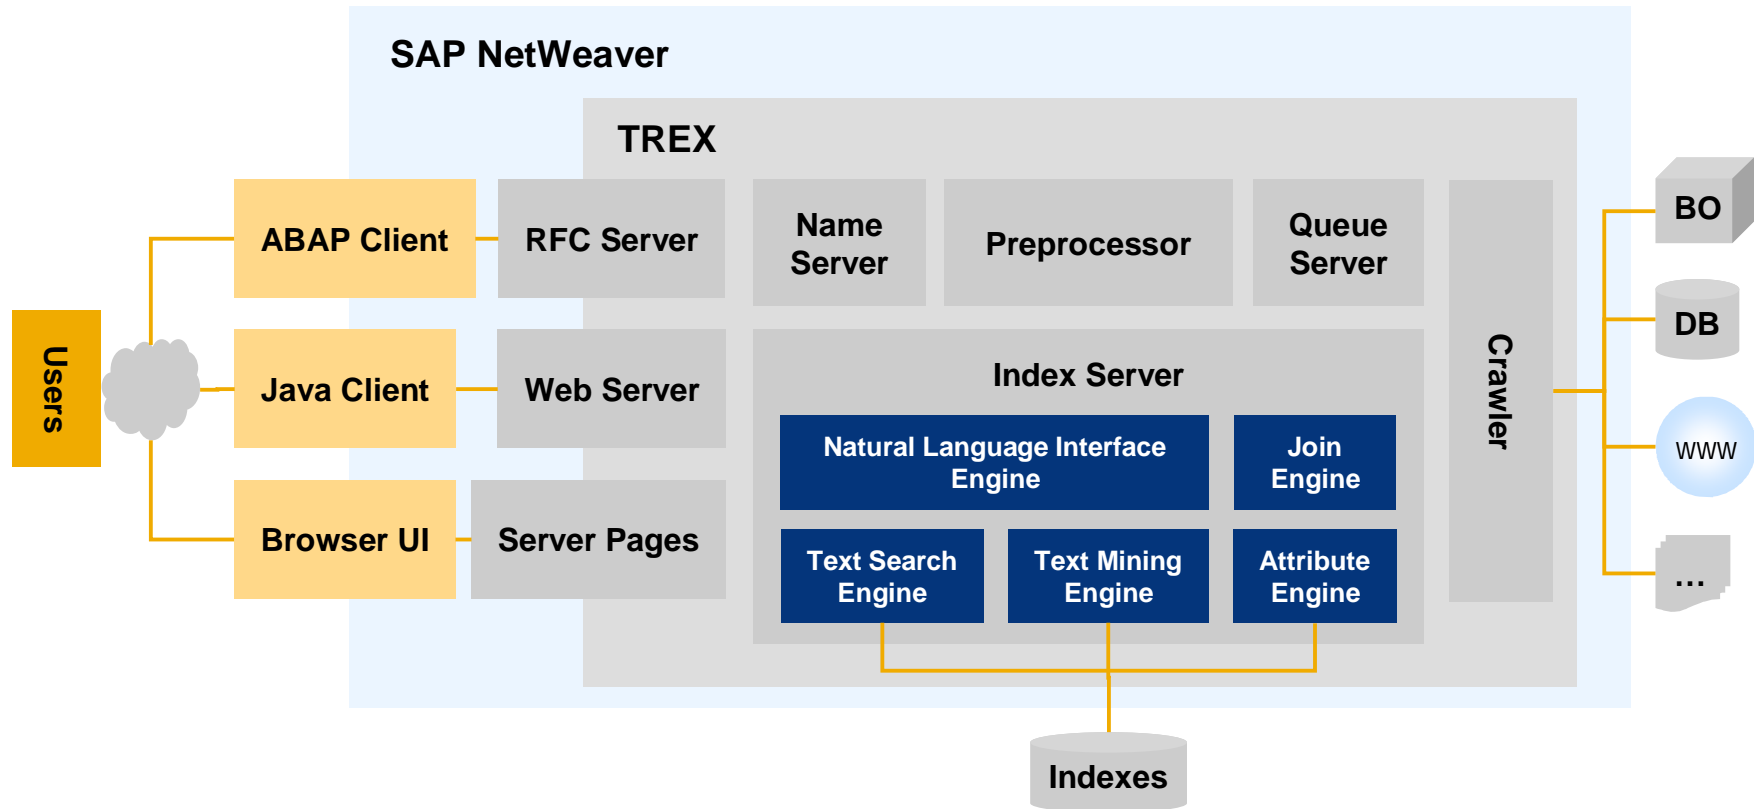 SAP NetWeaver
TREX
Users
ABAP Client
RFC Server
Java Client
Web Server
Browser UI
Server Pages
Name
Server
Preprocessor
Queue
Server
Index Server
Natural Language Interface
Engine
Join
Engine
Text Search
Engine
Text Mining
Engine
Attribute
Engine
Crawler
BO
DB
WWW
...
Indexes